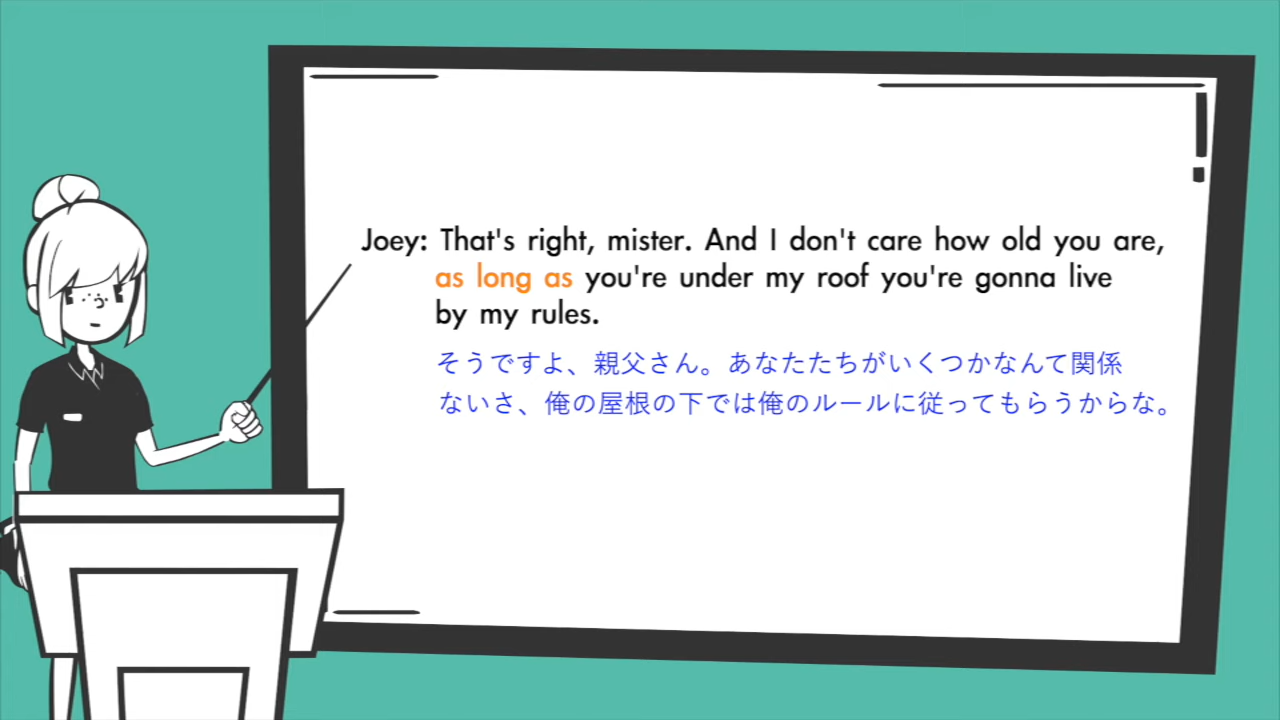 Joey: That's right, mister. And I don't care how old you are,
as long as you're under my roof you're gonna live
by my rules.
そうですよ、親父さん。あなたたちがいくつかなんて関係
ないさ、俺の屋根の下では俺のルールに従ってもらうからな。